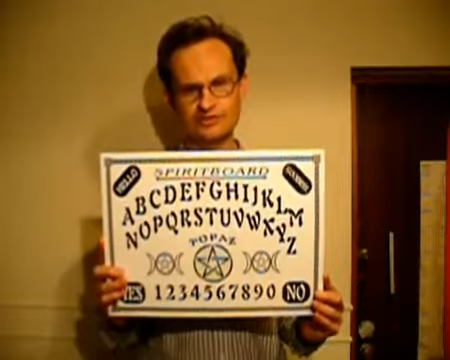 SPIRITBOARD
HELLO
GOODBYE
ABCDEFGHIJKLM
NOPQRSTUVWXYZ
TOPAZ
YES 1234567890 NO